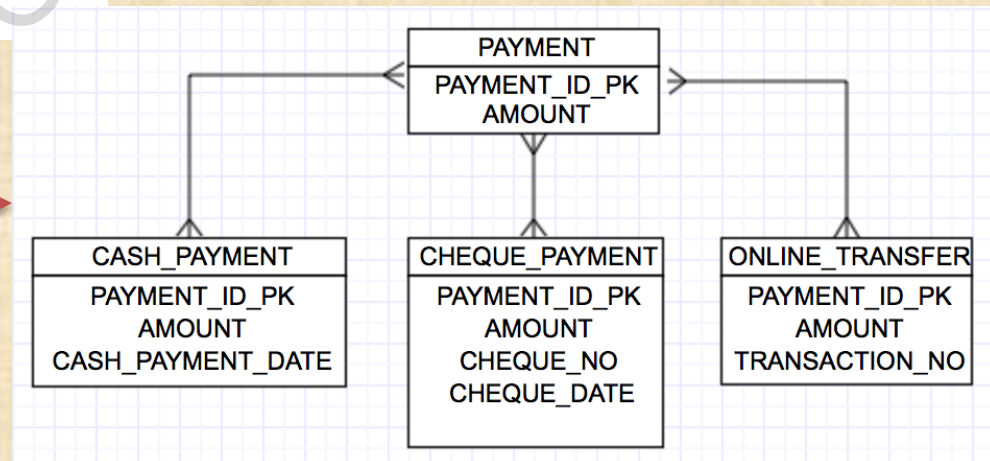 PAYMENT
PAYMENT_ID_PK
AMOUNT
CASH_PAYMENT
PAYMENT_ID_PK
AMOUNT
CASH_PAYMENT_DATE
CHEQUE_PAYMENT
PAYMENT_ID_PK
AMOUNT
CHEQUE_NO
CHEQUE_DATE
ONLINE_TRANSFER
PAYMENT_ID_PK
AMOUNT
TRANSACTION_NO